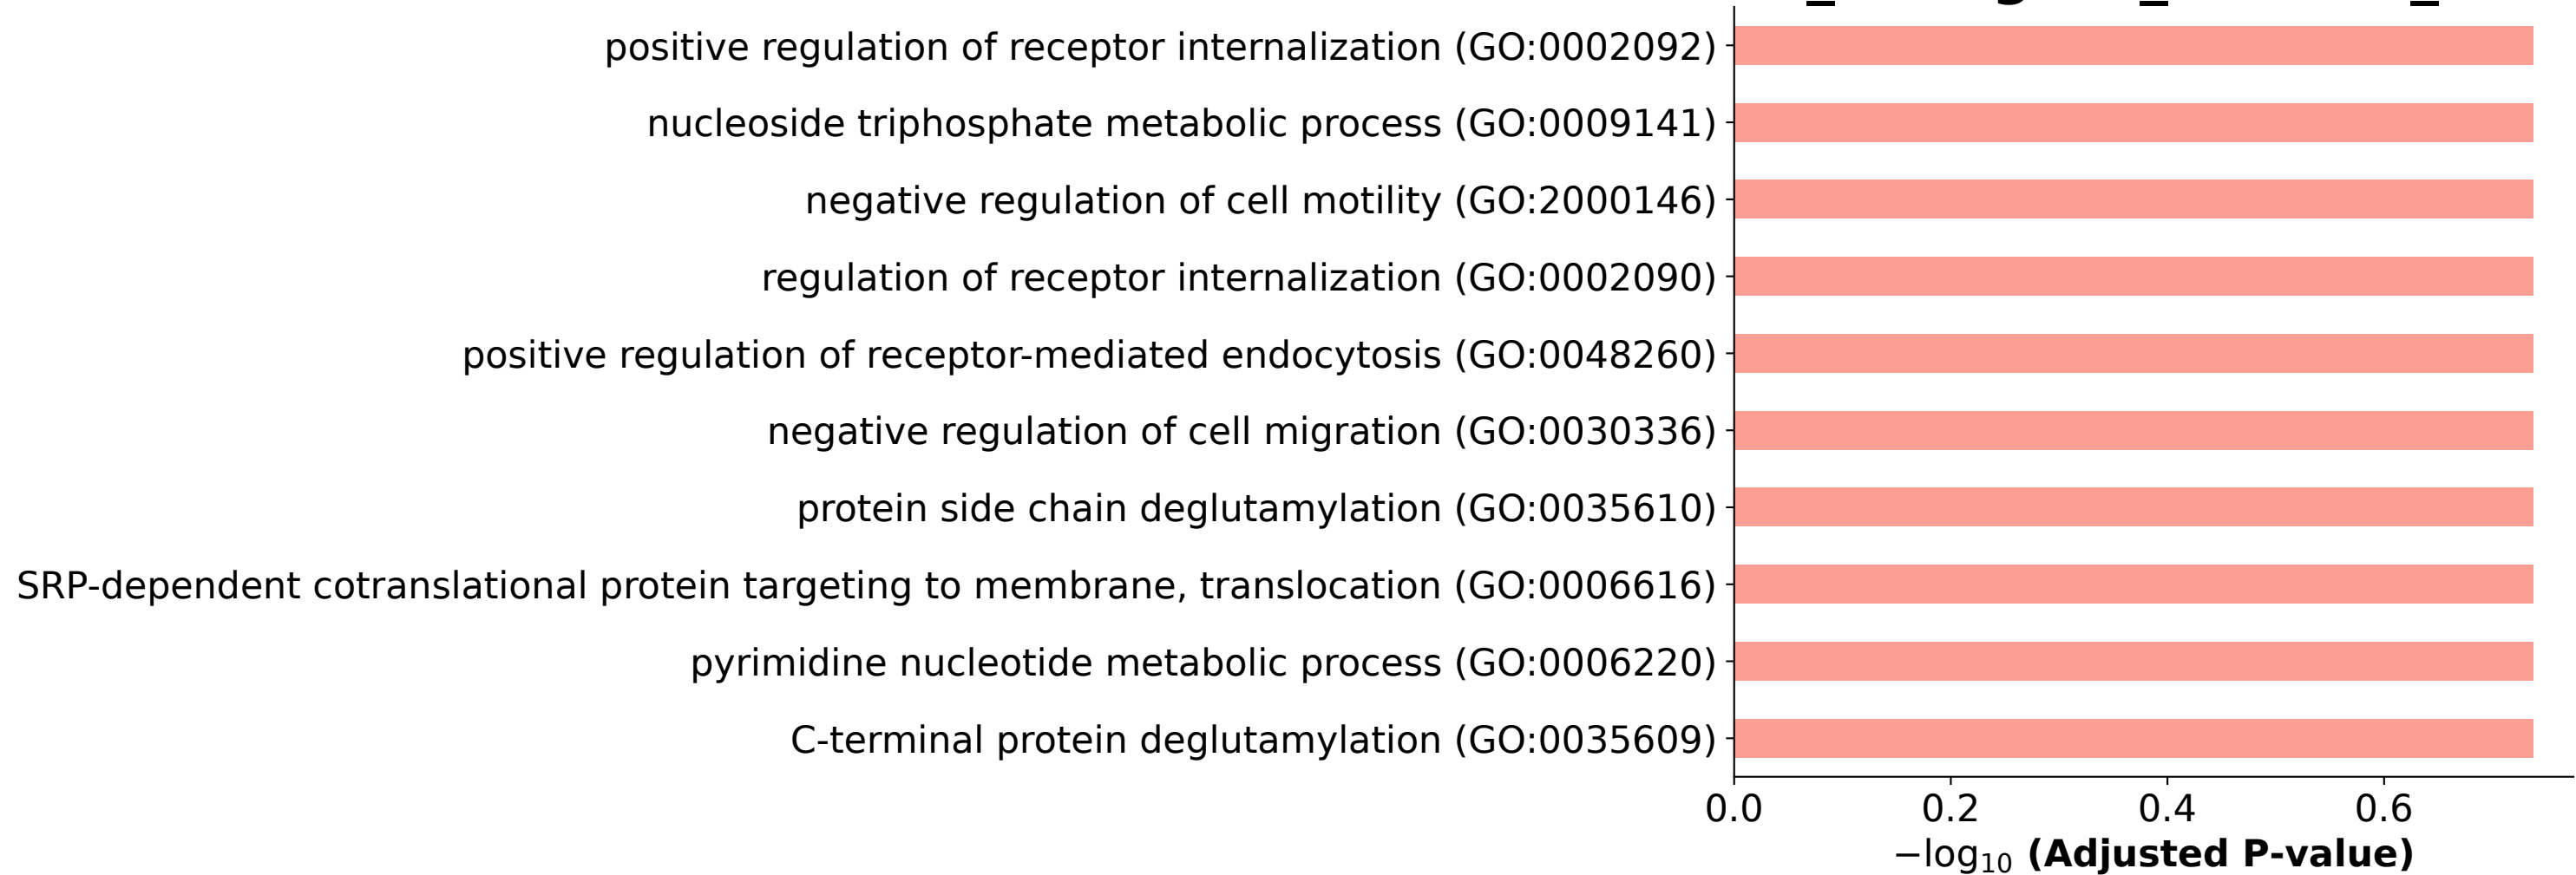 positive regulation of receptor internalization (GO:0002092)
nucleoside triphosphate metabolic process (GO:0009141)
negative regulation of cell motility (GO:2000146)
regulation of receptor internalization (GO:0002090)
positive regulation of receptor-mediated endocytosis (GO:0048260)
negative regulation of cell migration (GO:0030336)
protein side chain deglutamylation (GO:0035610)
SRP-dependent cotranslational protein targeting to membrane, translocation (GO:0006616)
pyrimidine nucleotide metabolic process (GO:0006220)
C-terminal protein deglutamylation (GO:0035609)
0.0 0.2 0.4 0.6
−log₁₀ (Adjusted P-value)